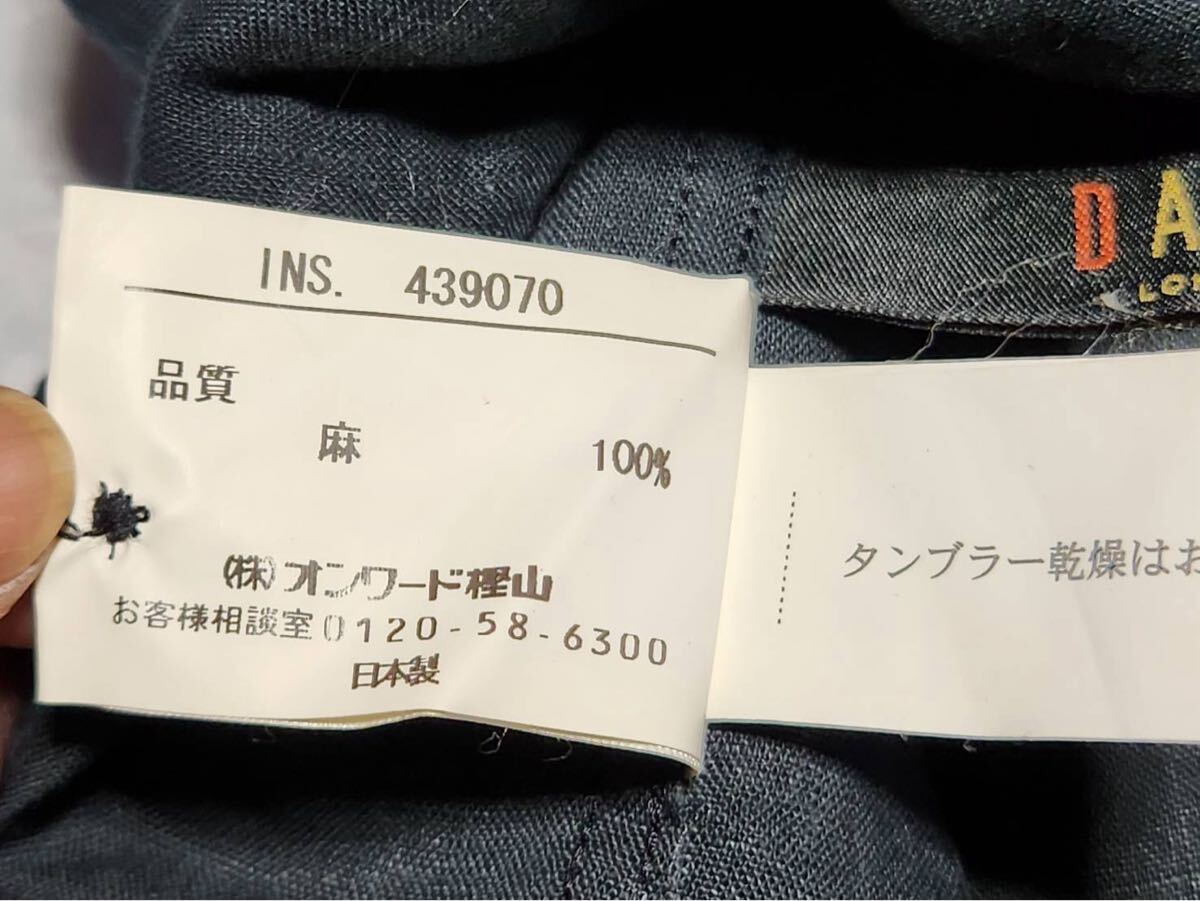 INS. 439070
品質
麻 100%
(株)オンワード樫山
お客様相談室0120-58-6300
日本製
DA
LO
タンブラー乾燥はお